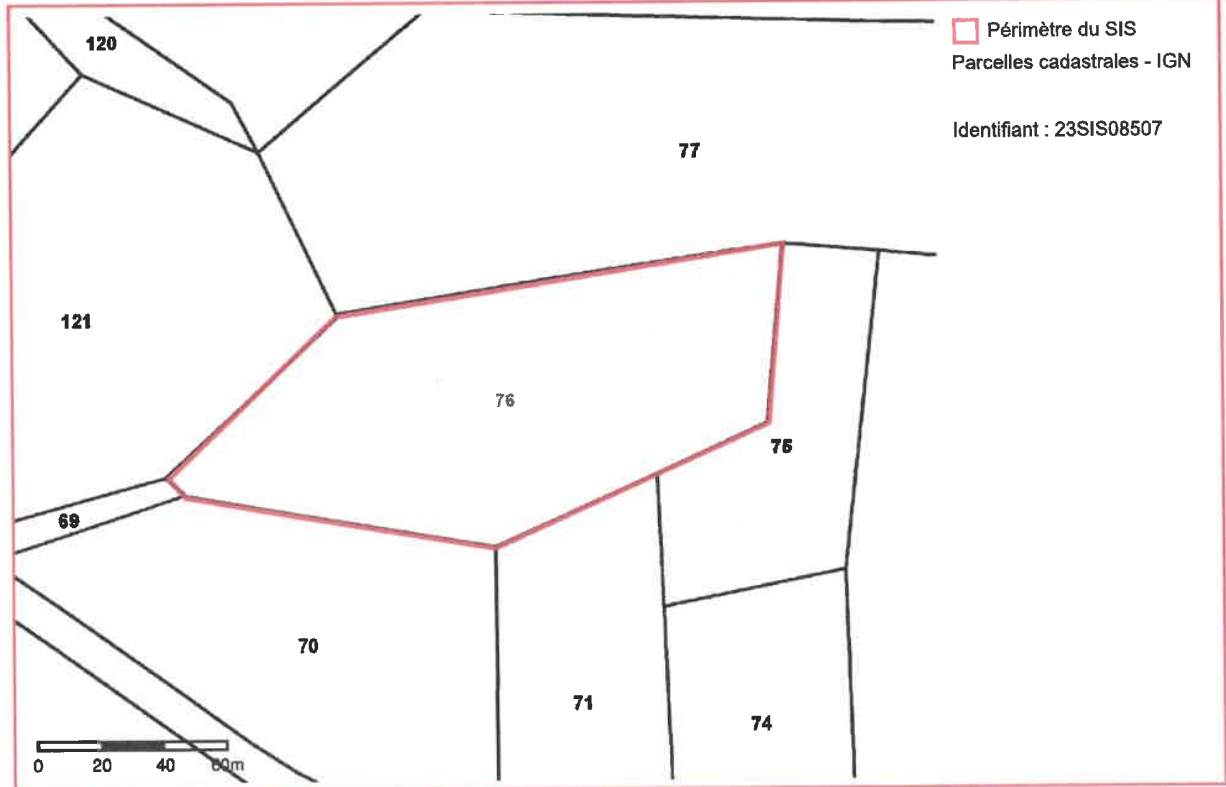 Périmètre du SIS
Parcelles cadastrales - IGN
Identifiant : 23SIS08507
120
77
121
76
75
69
70
71
74
0 20 40 60m